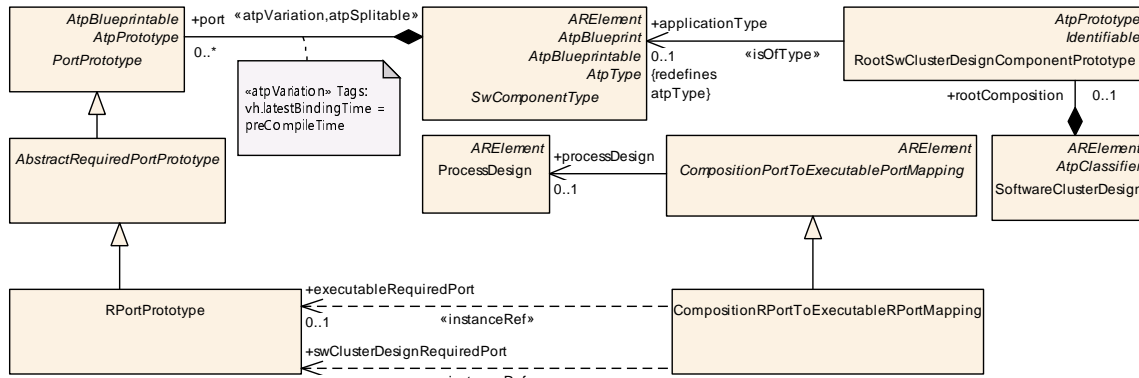 AtpBlueprintable
AtpPrototype
PortPrototype
+port
0..*
«atpVariation,atpSplitable»
«atpVariation» Tags:
vh.latestBindingTime =
preCompileTime
ARElement
AtpBlueprint
AtpBlueprintable
AtpType
SwComponentType
+applicationType
0..1
{redefines
atpType}
«isOfType»
AtpPrototype
Identifiable
RootSwClusterDesignComponentPrototype
+rootComposition
0..1
ARElement
AtpClassifier
SoftwareClusterDesign
AbstractRequiredPortPrototype
ARElement
ProcessDesign
+processDesign
0..1
ARElement
CompositionPortToExecutablePortMapping
RPortPrototype
+executableRequiredPort
0..1
«instanceRef»
+swClusterDesignRequiredPort
CompositionRPortToExecutableRPortMapping